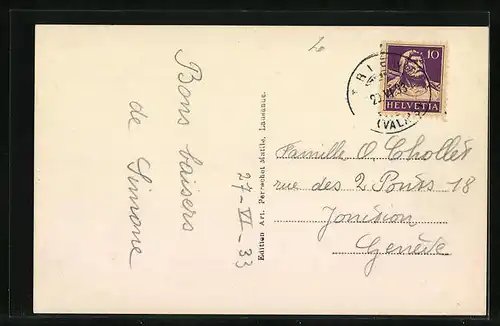 Bons baisers
de Simone
27-VI-33
Edition Art. Perrochet Matile, Lausanne.
10
HELVETIA
(VALAIS)
Famille O. Chollet
rue des 2 Ponts 18
Jonction
Genève